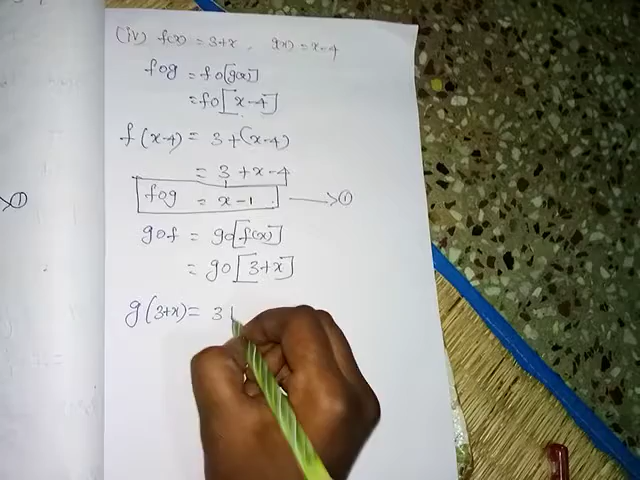 (iv) f(x) = 3+x, g(x) = x-4
fog = fo[g(x)]
= fo[x-4]
f(x-4) = 3+(x-4)
= 3+x-4
fog = x-1 . → ①
→ ①
gof = go[f(x)]
= go[3+x]
g(3+x) = 3